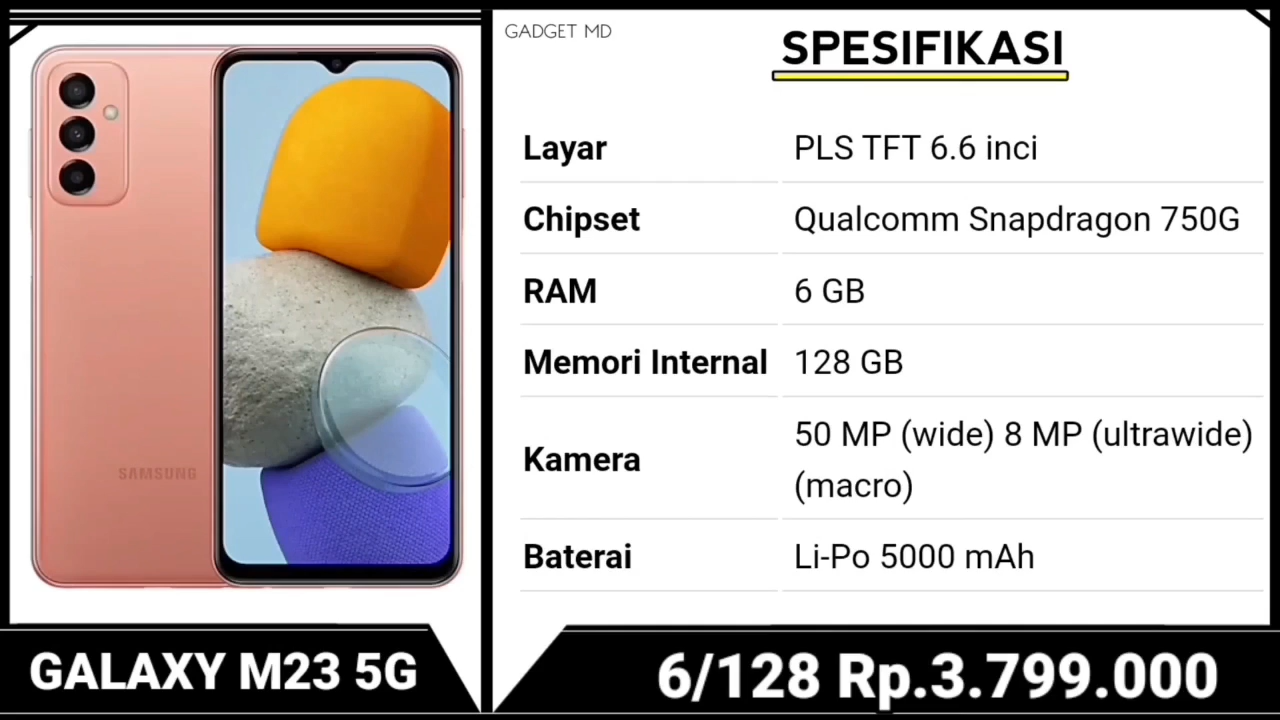 GADGET MD
SPESIFIKASI
Layar PLS TFT 6.6 inci
Chipset Qualcomm Snapdragon 750G
RAM 6 GB
Memori Internal 128 GB
Kamera 50 MP (wide) 8 MP (ultrawide)
(macro)
Baterai Li-Po 5000 mAh
SAMSUNG
GALAXY M23 5G
6/128 Rp.3.799.000